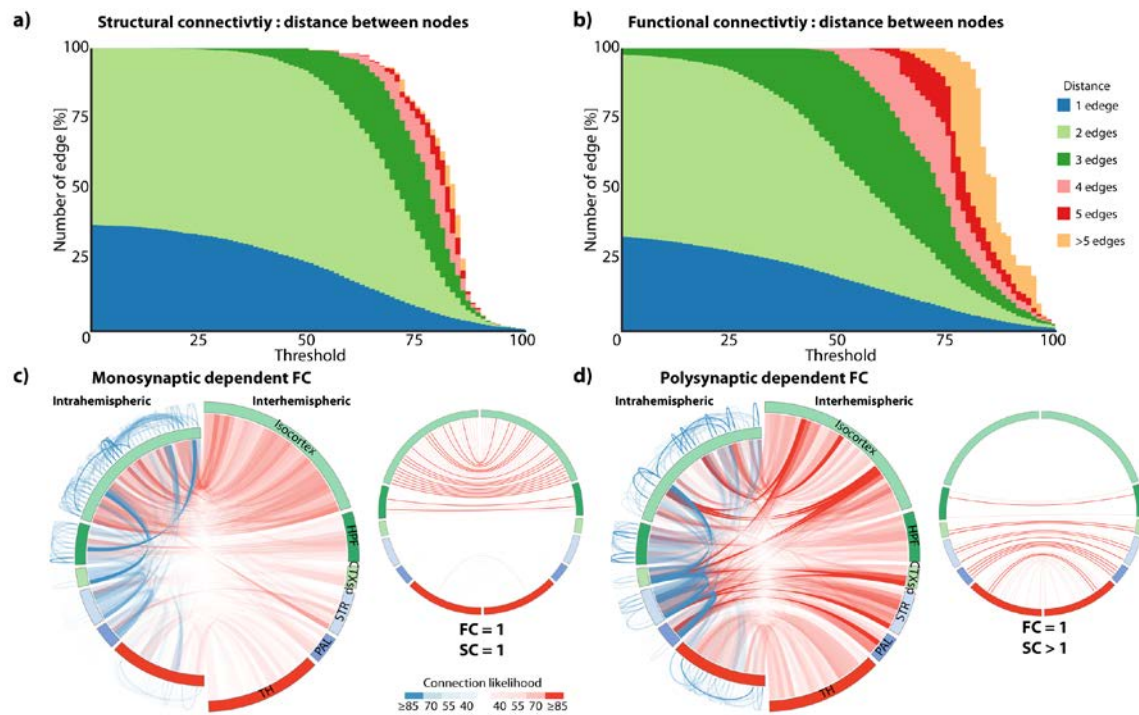 a) Structural connectivtiy : distance between nodes
b) Functional connectivtiy : distance between nodes
100
75
50
25
Number of edge [%]
0 25 50 75 100
Threshold
100
75
50
25
Number of edge [%]
0 25 50 75 100
Threshold
Distance
1 edege
2 edges
3 edges
4 edges
5 edges
>5 edges
c) Monosynaptic dependent FC
Intrahemispheric Interhemispheric
Isocortex
HPF
CTXsp
STR
PAL
TH
FC = 1
SC = 1
Connection likelihood
≥85 70 55 40 40 55 70 ≥85
d) Polysynaptic dependent FC
Intrahemispheric Interhemispheric
Isocortex
HPF
CTXsp
STR
PAL
TH
FC = 1
SC > 1